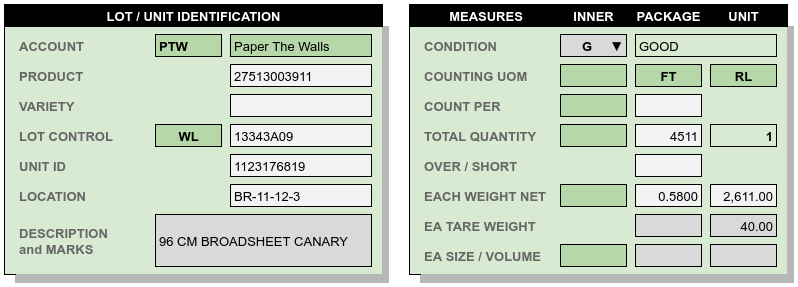 LOT / UNIT IDENTIFICATION
ACCOUNT PTW Paper The Walls
PRODUCT 27513003911
VARIETY
LOT CONTROL WL 13343A09
UNIT ID 1123176819
LOCATION BR-11-12-3
DESCRIPTION
and MARKS
96 CM BROADSHEET CANARY
MEASURES INNER PACKAGE UNIT
CONDITION G ▼ GOOD
COUNTING UOM FT RL
COUNT PER
TOTAL QUANTITY 4511 1
OVER / SHORT
EACH WEIGHT NET 0.5800 2,611.00
EA TARE WEIGHT 40.00
EA SIZE / VOLUME